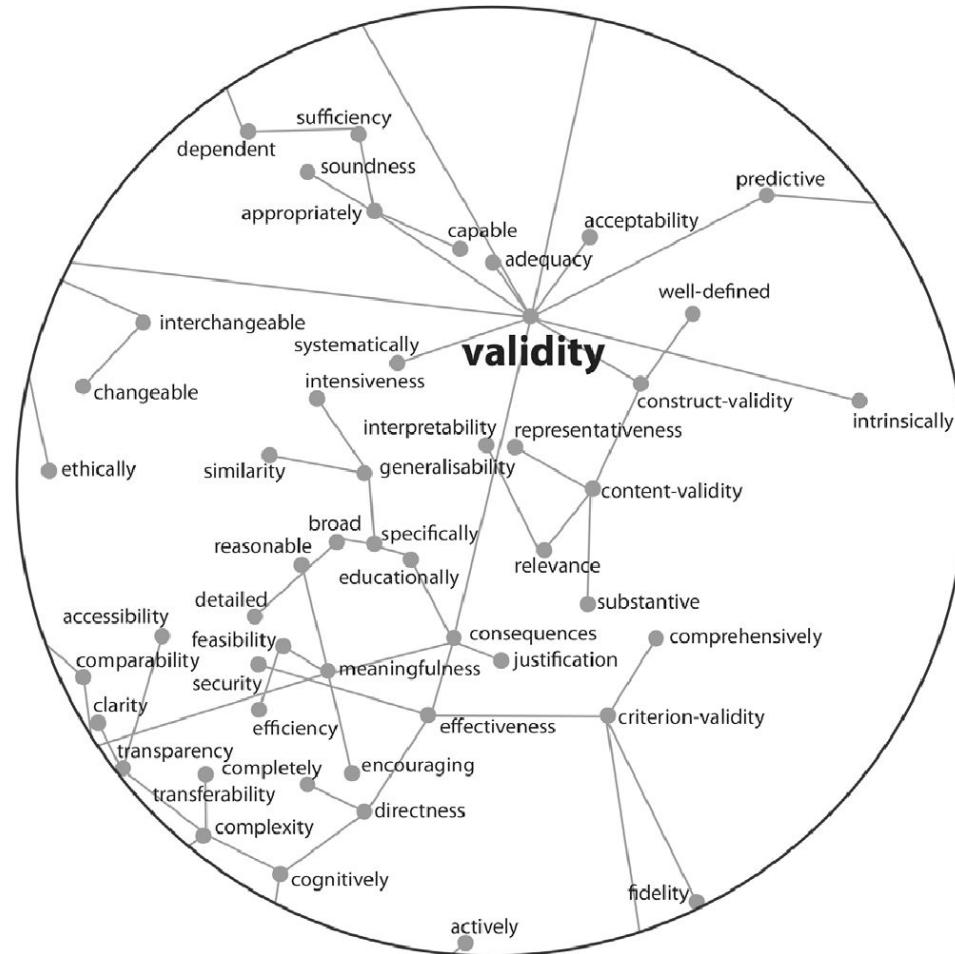 sufficiency
dependent
soundness
predictive
appropriately
acceptability
capable
adequacy
well-defined
interchangeable
systematically
validity
intensiveness
changeable
construct-validity
intrinsically
interpretability
representativeness
ethically
similarity
generalisability
content-validity
broad
specifically
reasonable
educationally
relevance
detailed
substantive
accessibility
feasibility
consequences
comprehensively
comparability
meaningfulness
justification
security
clarity
efficiency
effectiveness
criterion-validity
transparency
completely
encouraging
transferability
directness
complexity
cognitively
fidelity
actively